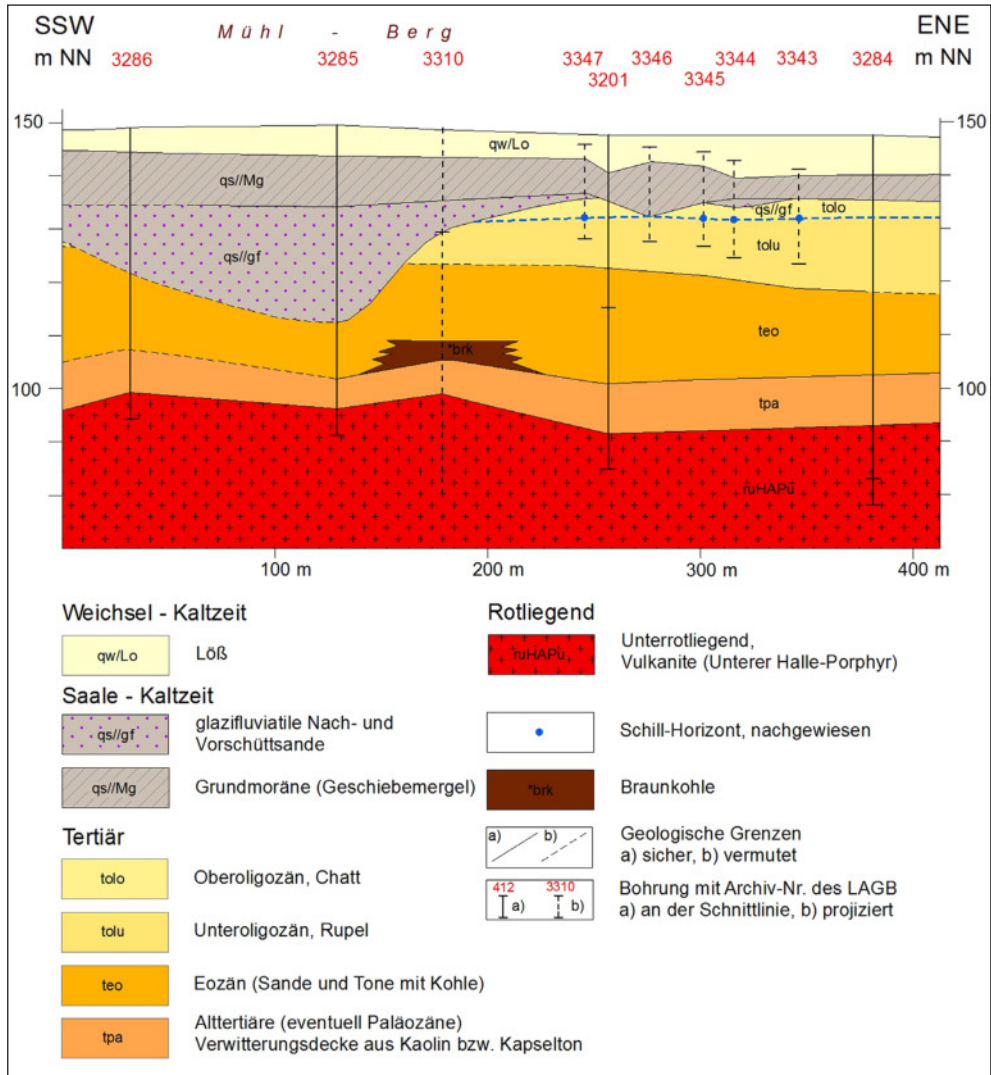 SSW
Mühl - Berg
ENE
m NN
m NN
3286
3285
3310
3347
3346
3344
3343
3284
3201
3345
150
150
qw/Lo
qs//Mg
qs//gf
qs//gf
tolo
tolu
teo
*brk
100
100
tpa
ruHAPu
100 m
200 m
300 m
400 m
Weichsel - Kaltzeit
qw/Lo
Löß
Saale - Kaltzeit
qs//gf
glazifluviatile Nach- und
Vorschüttsande
qs//Mg
Grundmoräne (Geschiebemergel)
Tertiär
tolo
Oberoligozän, Chatt
tolu
Unteroligozän, Rupel
teo
Eozän (Sande und Tone mit Kohle)
tpa
Alttertiäre (eventuell Paläozäne)
Verwitterungsdecke aus Kaolin bzw. Kapselton
Rotliegend
ruHAPu
Unterrotliegend,
Vulkanite (Unterer Halle-Porphyr)
Schill-Horizont, nachgewiesen
*brk
Braunkohle
a) b)
Geologische Grenzen
a) sicher, b) vermutet
412 3310
a) b)
Bohrung mit Archiv-Nr. des LAGB
a) an der Schnittlinie, b) projiziert